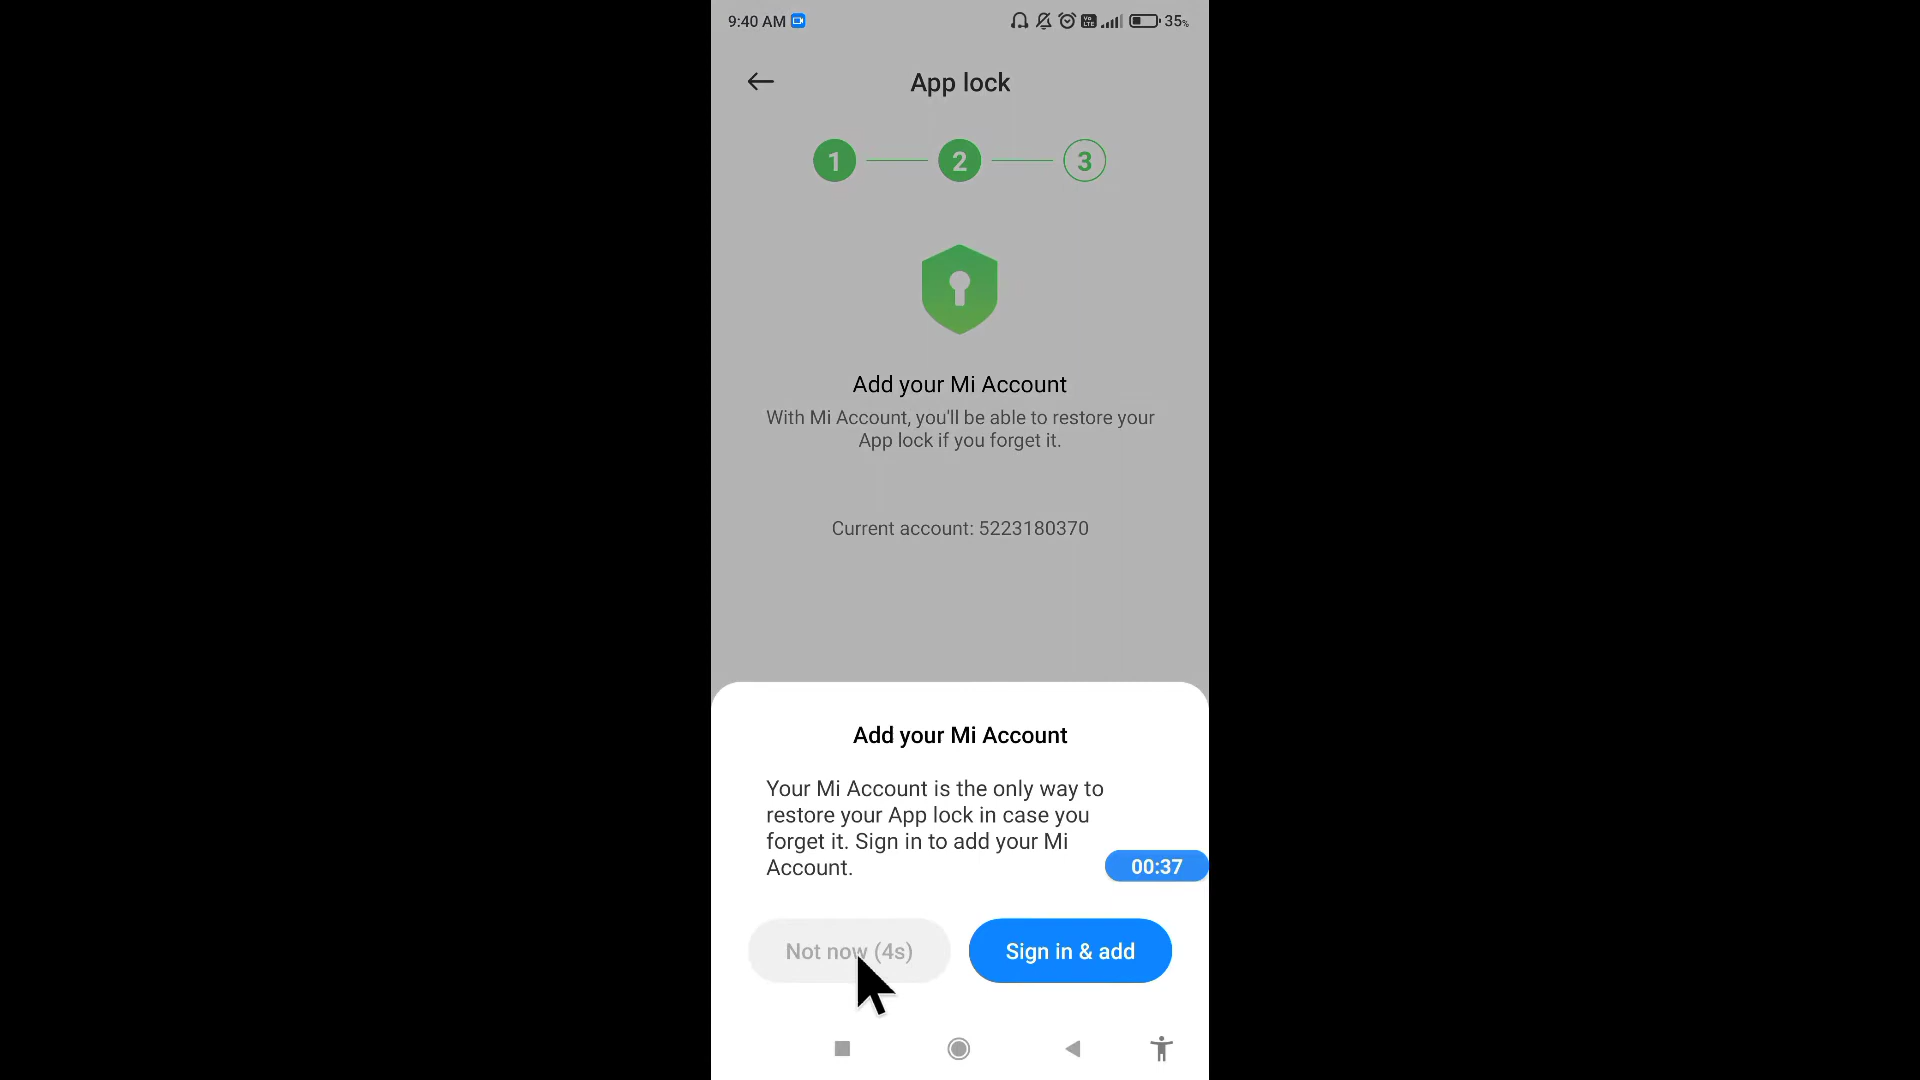 9:40 AM
Vo LTE
35%
App lock
1
2
3
Add your Mi Account
With Mi Account, you'll be able to restore your
App lock if you forget it.
Current account: 5223180370
Add your Mi Account
Your Mi Account is the only way to
restore your App lock in case you
forget it. Sign in to add your Mi
Account.
00:37
Not now (4s)
Sign in & add